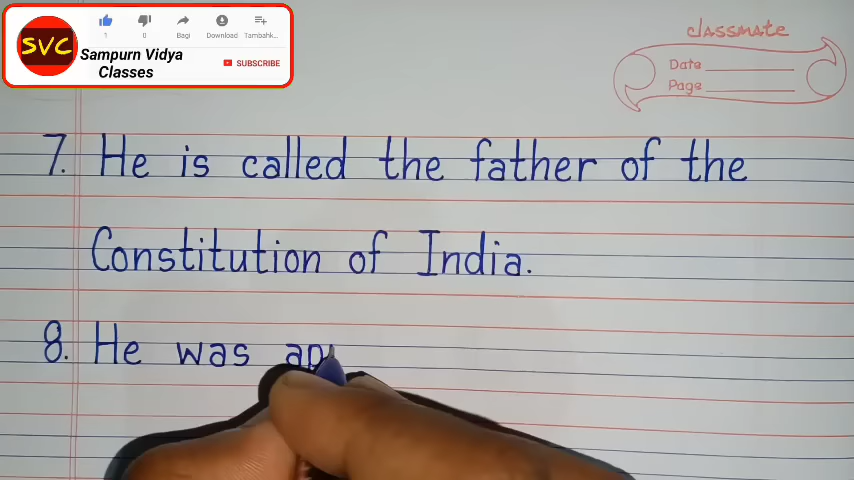 SVC
1
0
Bagi
Download
Tambahk...
Sampurn Vidya
Classes
SUBSCRIBE
classmate
Date
Page
7. He is called the father of the
Constitution of India.
8. He was ap